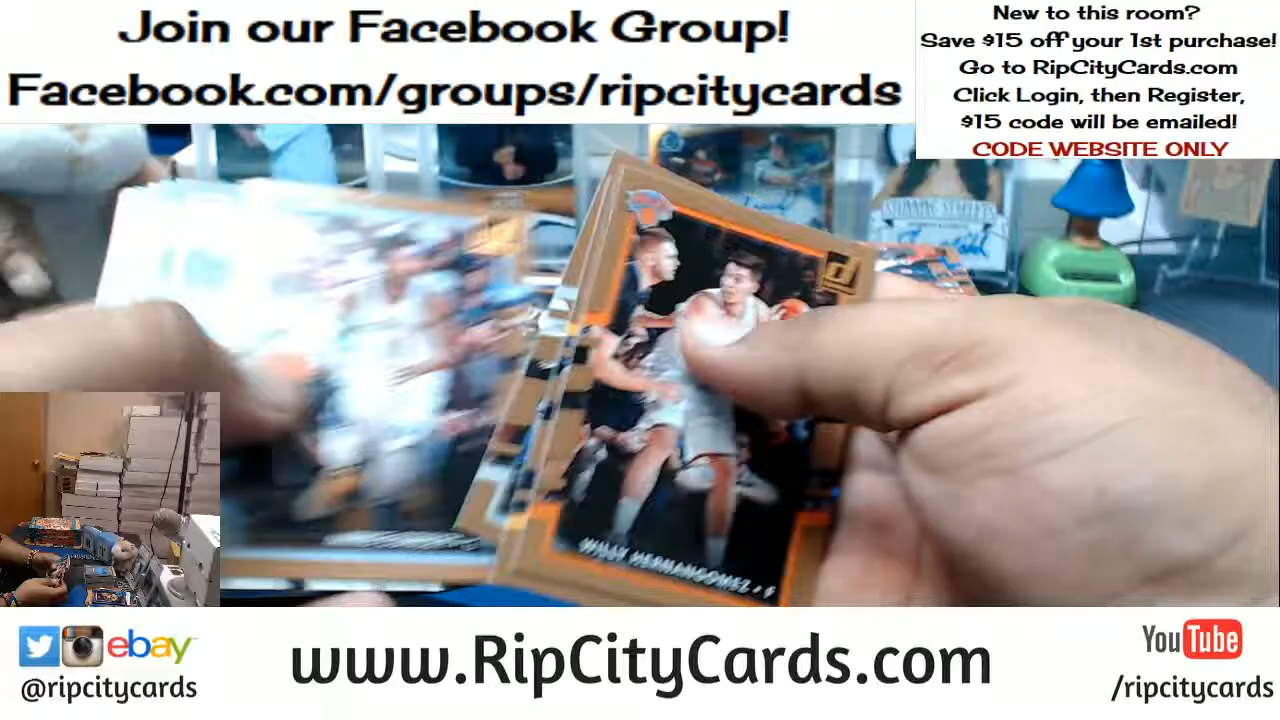 Join our Facebook Group!
Facebook.com/groups/ripcitycards
New to this room?
Save $15 off your 1st purchase!
Go to RipCityCards.com
Click Login, then Register,
$15 code will be emailed!
CODE WEBSITE ONLY
WILLY HERNANGOMEZ • F
ebay
@ripcitycards
www.RipCityCards.com
YouTube
/ripcitycards